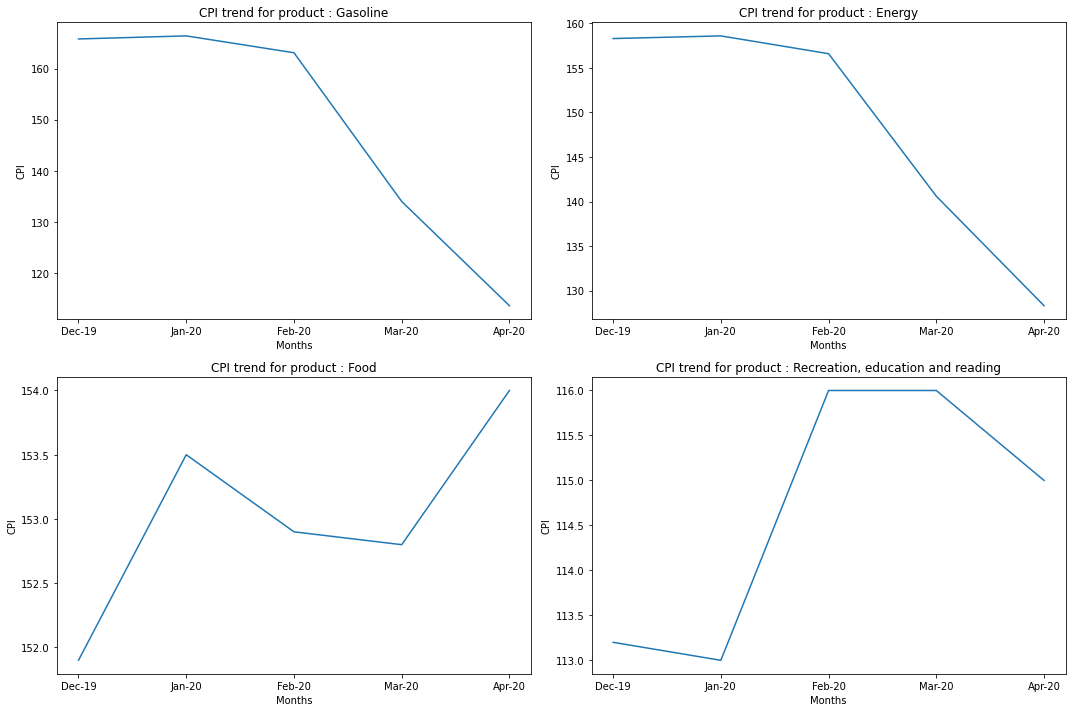 CPI trend for product : Gasoline
CPI
160
150
140
130
120
Dec-19 Jan-20 Feb-20 Mar-20 Apr-20
Months
CPI trend for product : Energy
CPI
160
155
150
145
140
135
130
Dec-19 Jan-20 Feb-20 Mar-20 Apr-20
Months
CPI trend for product : Food
CPI
154.0
153.5
153.0
152.5
152.0
Dec-19 Jan-20 Feb-20 Mar-20 Apr-20
Months
CPI trend for product : Recreation, education and reading
CPI
116.0
115.5
115.0
114.5
114.0
113.5
113.0
Dec-19 Jan-20 Feb-20 Mar-20 Apr-20
Months